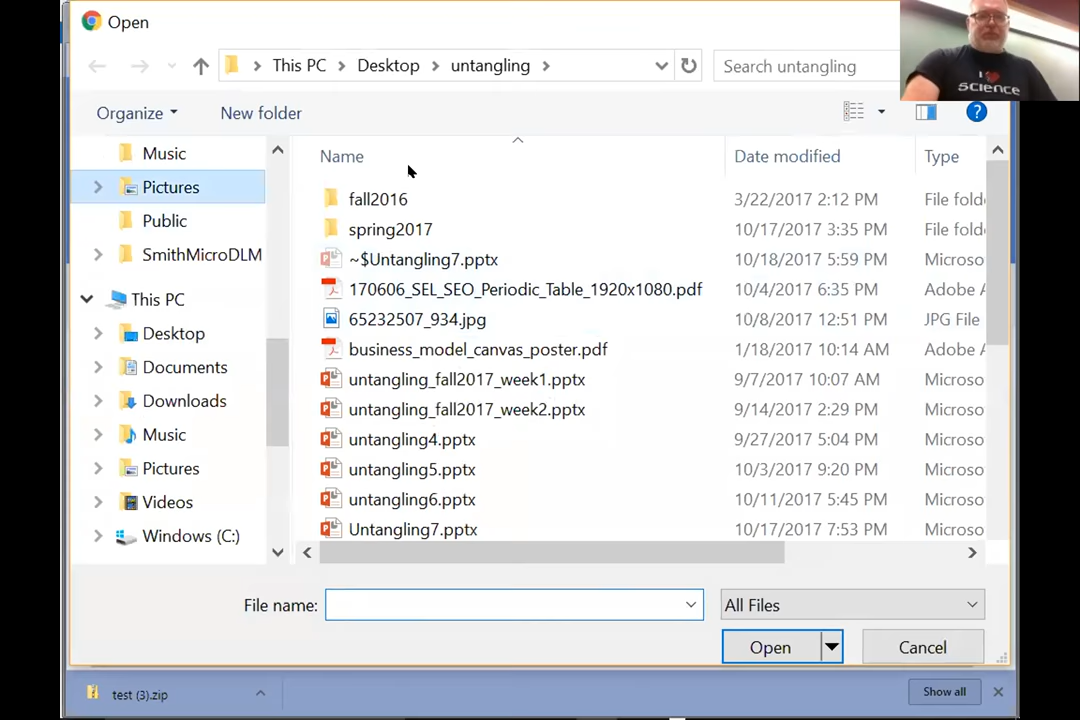 Open
This PC
Desktop
untangling
Search untangling
I
science
Organize
New folder
?
Name
Date modified
Type
Music
Pictures
Public
SmithMicroDLM
This PC
Desktop
Documents
Downloads
Music
Pictures
Videos
Windows (C:)
fall2016 3/22/2017 2:12 PM File fold
spring2017 10/17/2017 3:35 PM File fold
~$Untangling7.pptx 10/18/2017 5:59 PM Microso
170606_SEL_SEO_Periodic_Table_1920x1080.pdf 10/4/2017 6:35 PM Adobe A
65232507_934.jpg 10/8/2017 12:51 PM JPG File
business_model_canvas_poster.pdf 1/18/2017 10:14 AM Adobe A
untangling_fall2017_week1.pptx 9/7/2017 10:07 AM Microso
untangling_fall2017_week2.pptx 9/14/2017 2:29 PM Microso
untangling4.pptx 9/27/2017 5:04 PM Microso
untangling5.pptx 10/3/2017 9:20 PM Microso
untangling6.pptx 10/11/2017 5:45 PM Microso
Untangling7.pptx 10/17/2017 7:53 PM Microso
File name:
All Files
Open
Cancel
test (3).zip
Show all